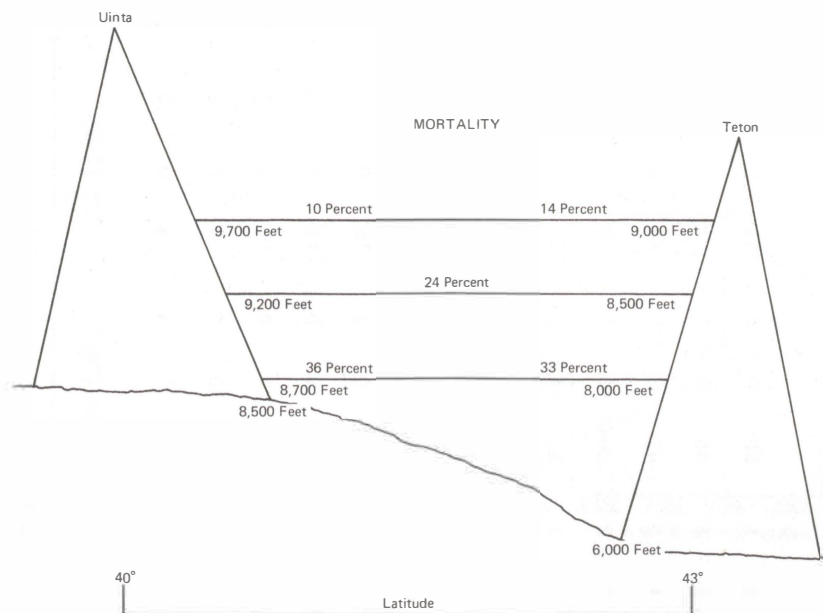 Uinta
MORTALITY
Teton
10 Percent
14 Percent
9,700 Feet
9,000 Feet
24 Percent
9,200 Feet
8,500 Feet
36 Percent
33 Percent
8,700 Feet
8,000 Feet
8,500 Feet
6,000 Feet
40°
43°
Latitude